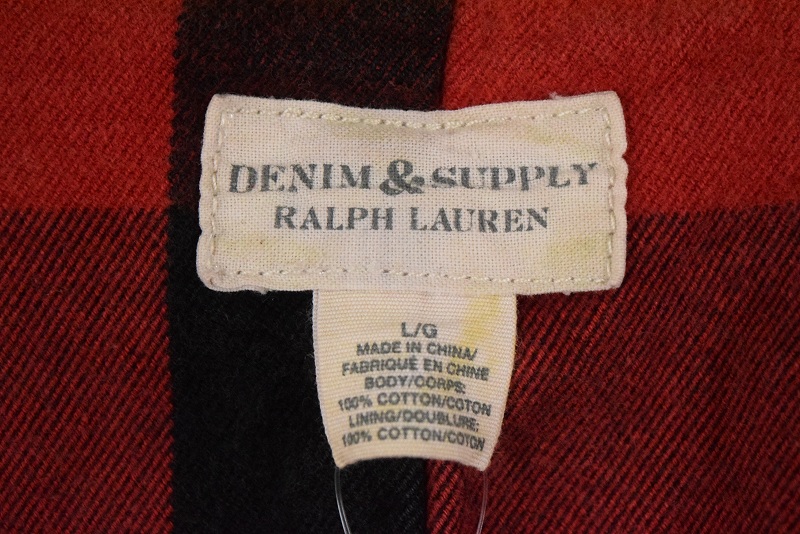 DENIM & SUPPLY
RALPH LAUREN
L/G
MADE IN CHINA/
FABRIQUÉ EN CHINE
BODY/CORPS:
100% COTTON/COTON
LINING/DOUBLURE:
100% COTTON/COTON